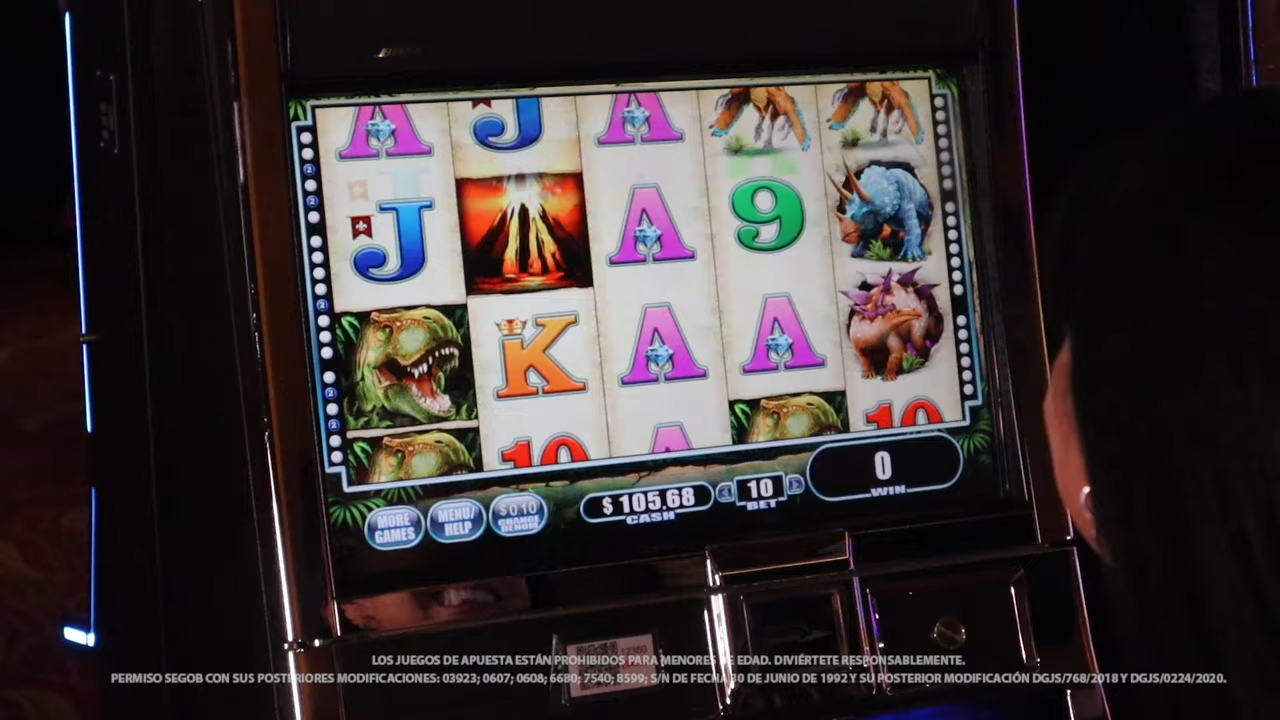 A J A
J A 9
K A A
10 A 10
MORE GAMES
MENU/ HELP
$0.10 CHANGE DENOM
$ 105.68 CASH
10 BET
0 WIN
LOS JUEGOS DE APUESTA ESTÁN PROHIBIDOS PARA MENORES DE EDAD. DIVIÉRTETE RESPONSABLEMENTE.
PERMISO SEGOB CON SUS POSTERIORES MODIFICACIONES: 03923; 0607; 0608; 6680; 7540; 8599; S/N DE FECHA 30 DE JUNIO DE 1992 Y SU POSTERIOR MODIFICACIÓN DGJS/768/2018 Y DGJS/0224/2020.